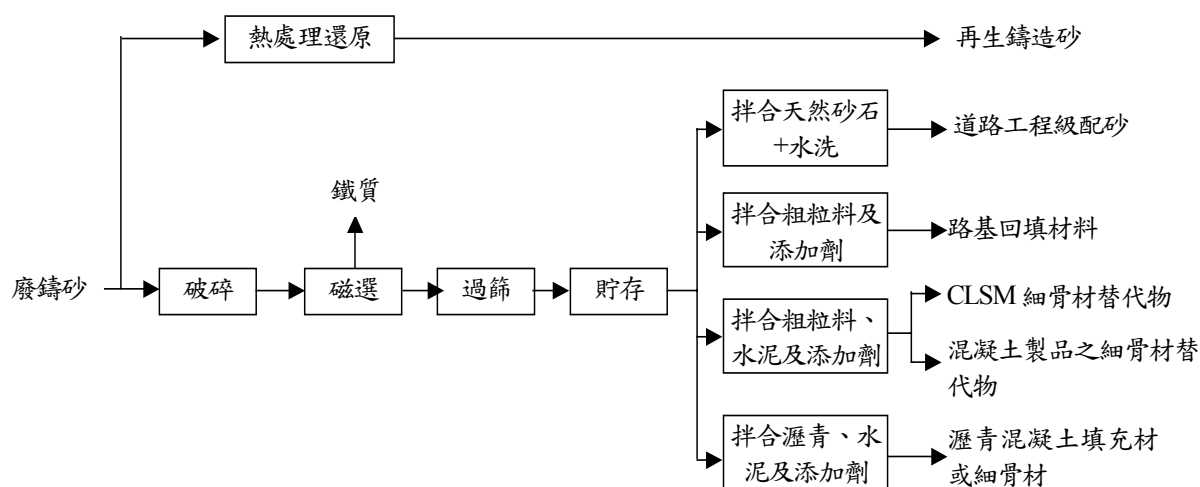 熱處理還原
再生鑄造砂
拌合天然砂石
+水洗
道路工程級配砂
鐵質
拌合粗粒料及
添加劑
路基回填材料
廢鑄砂
破碎
磁選
過篩
貯存
拌合粗粒料、
水泥及添加劑
CLSM 細骨材替代物
混凝土製品之細骨材替
代物
拌合瀝青、水
泥及添加劑
瀝青混凝土填充材
或細骨材